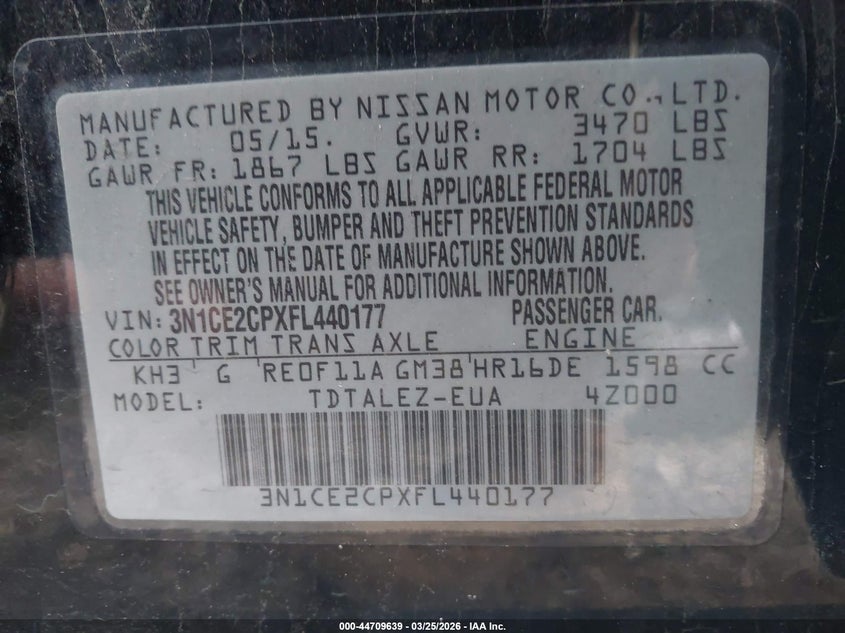 MANUFACTURED BY NISSAN MOTOR CO.,LTD.
DATE: 05/15. GVWR: 3470 LBS
GAWR FR: 1867 LBS GAWR RR: 1704 LBS
THIS VEHICLE CONFORMS TO ALL APPLICABLE FEDERAL MOTOR
VEHICLE SAFETY, BUMPER AND THEFT PREVENTION STANDARDS
IN EFFECT ON THE DATE OF MANUFACTURE SHOWN ABOVE.
SEE OWNER'S MANUAL FOR ADDITIONAL INFORMATION.
VIN: 3N1CE2CPXFL440177 PASSENGER CAR.
COLOR TRIM TRANS AXLE ENGINE
KH3 G RE0F11A GM38 HR16DE 1598 CC
MODEL: TDTALEZ-EUA 4Z000
3N1CE2CPXFL440177
000-44709639 - 03/25/2026 - IAA Inc.